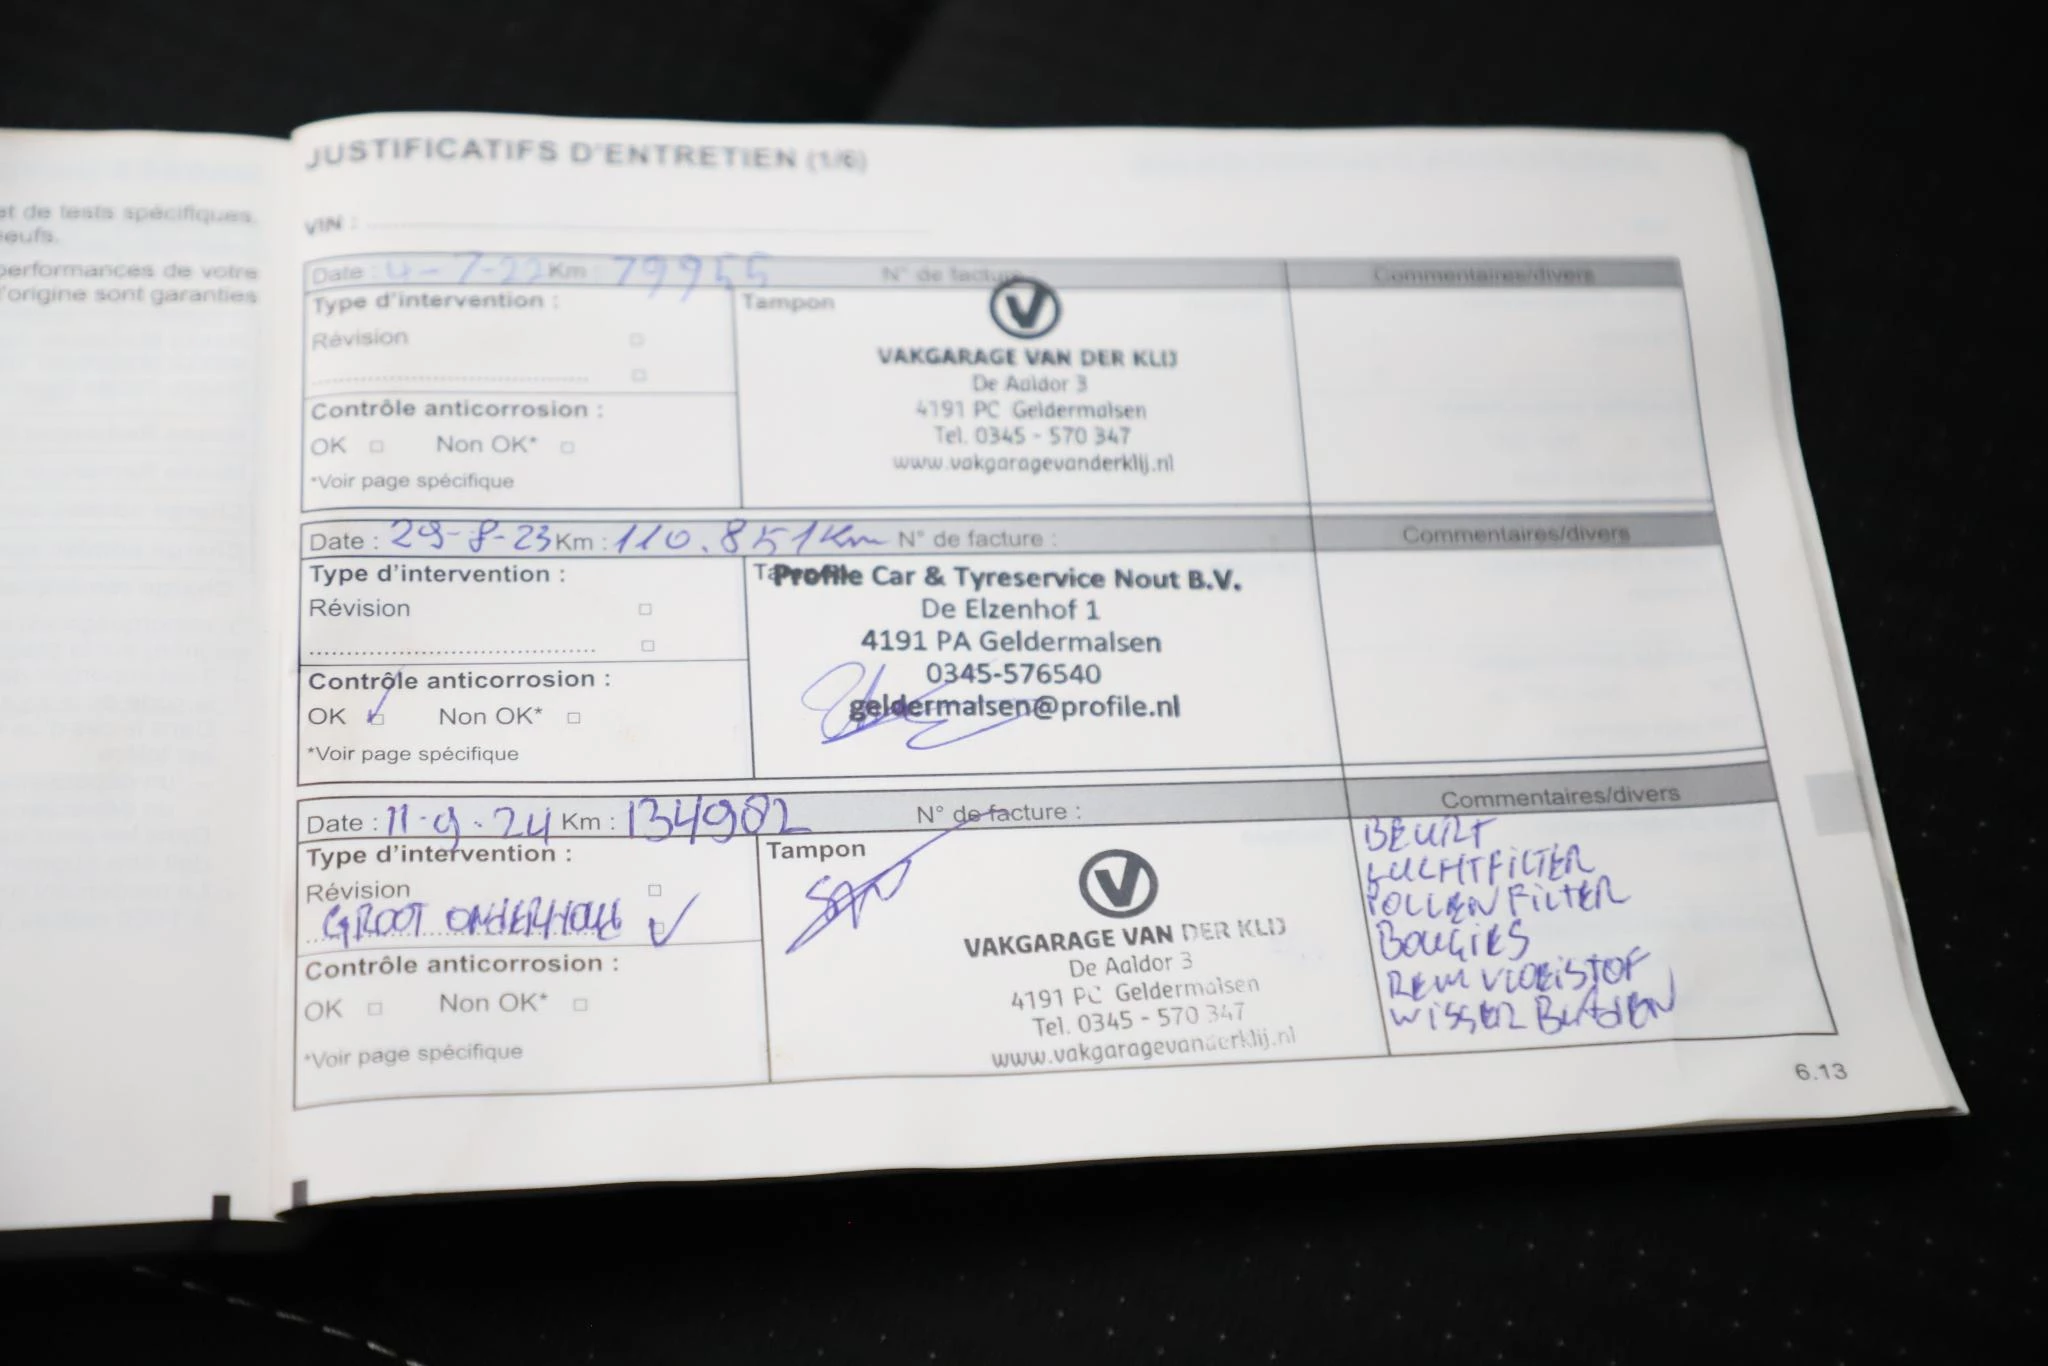 et de tests spécifiques,
eufs.
performances de votre
'origine sont garanties
JUSTIFICATIFS D'ENTRETIEN (1/6)
VIN :
Date : 4-7-22 Km : 79955 N° de facture Commentaires/divers
Type d'intervention :
Révision
Contrôle anticorrosion :
OK Non OK*
*Voir page spécifique
Tampon
VAKGARAGE VAN DER KLIJ
De Aaldor 3
4191 PC Geldermalsen
Tel. 0345 - 570 347
www.vakgaragevanderklij.nl
Date : 29-8-23 Km : 110.851 Km N° de facture : Commentaires/divers
Type d'intervention :
Révision
Contrôle anticorrosion :
OK ✓ Non OK*
*Voir page spécifique
Profile Car & Tyreservice Nout B.V.
De Elzenhof 1
4191 PA Geldermalsen
0345-576540
geldermalsen@profile.nl
Date : 11-9-24 Km : 134982 N° de facture : Commentaires/divers
Type d'intervention :
Révision
GROOT ONDERHOUD ✓
Contrôle anticorrosion :
OK Non OK*
*Voir page spécifique
Tampon
VAKGARAGE VAN DER KLIJ
De Aaldor 3
4191 PC Geldermalsen
Tel. 0345 - 570 347
www.vakgaragevanderklij.nl
BEURT
LUCHTFILTER
POLLENFILTER
BOUGIES
REMVLOEISTOF
WISSERBLADEN
6.13